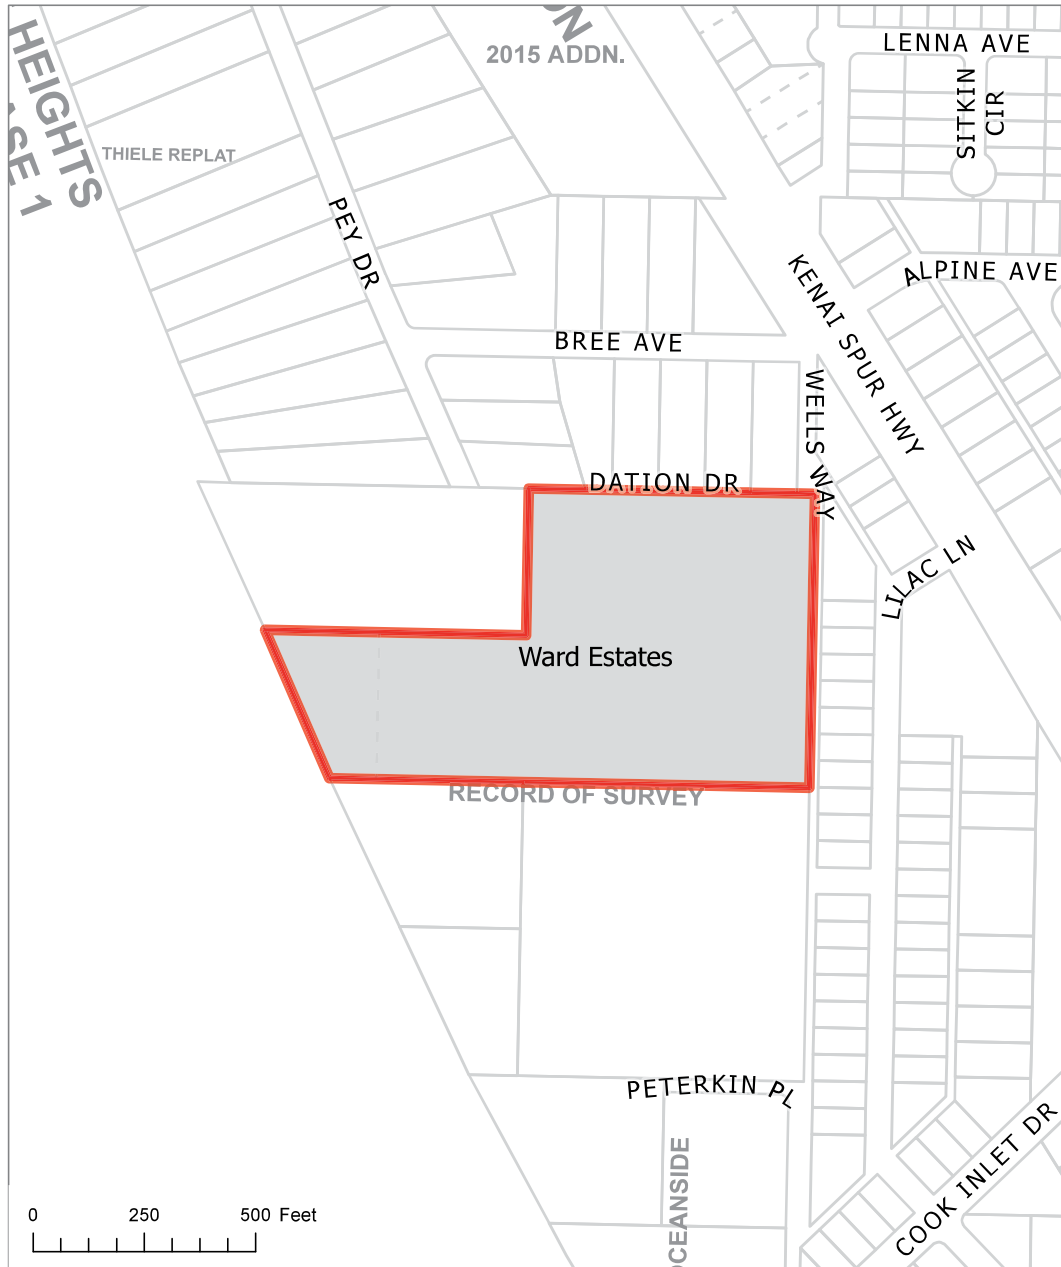 HEIGHTS
ASE 1
ON
2015 ADDN.
LENNA AVE
SITKIN
CIR
THIELE REPLAT
PEY DR
KENAI SPUR HWY
ALPINE AVE
BREE AVE
WELLS WAY
DATION DR
LILAC LN
Ward Estates
RECORD OF SURVEY
PETERKIN PL
OCEANSIDE
COOK INLET DR
0 250 500 Feet